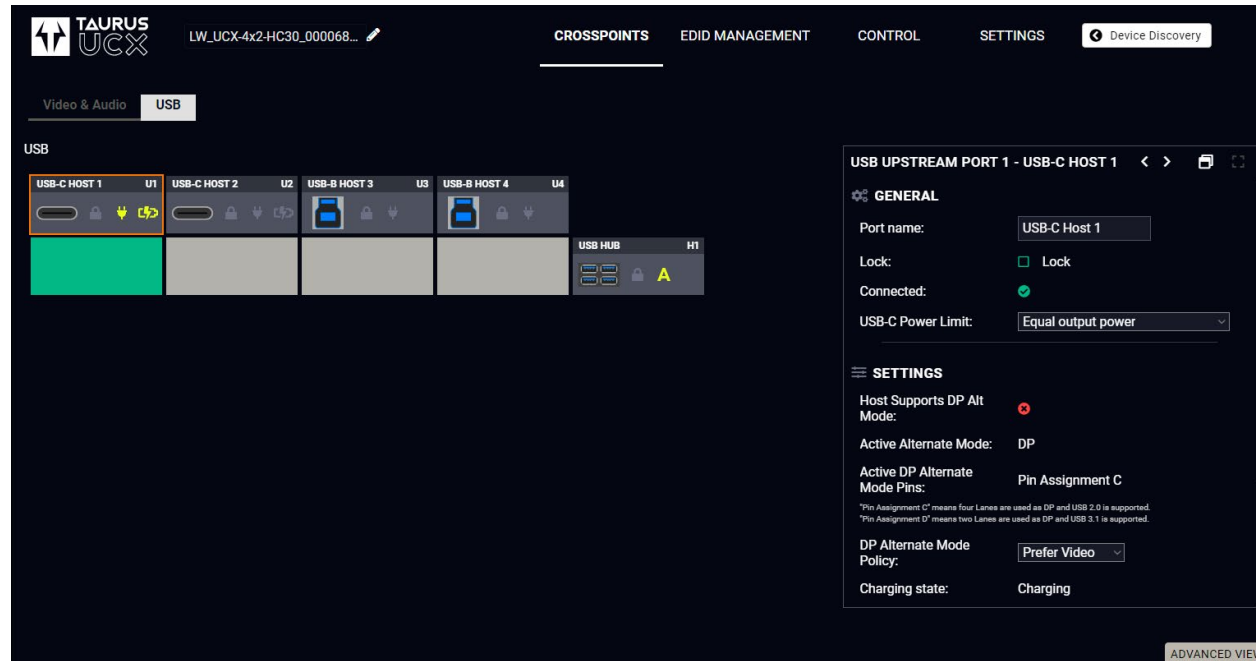 TAURUS
UCX
LW_UCX-4x2-HC30_000068...
CROSSPOINTS
EDID MANAGEMENT
CONTROL
SETTINGS
Device Discovery
Video & Audio
USB
USB
USB-C HOST 1 U1
USB-C HOST 2 U2
USB-B HOST 3 U3
USB-B HOST 4 U4
USB HUB H1
A
USB UPSTREAM PORT 1 - USB-C HOST 1
GENERAL
Port name: USB-C Host 1
Lock: Lock
Connected:
USB-C Power Limit: Equal output power
SETTINGS
Host Supports DP Alt
Mode:
Active Alternate Mode: DP
Active DP Alternate
Mode Pins: Pin Assignment C
"Pin Assignment C" means four Lanes are used as DP and USB 2.0 is supported.
"Pin Assignment D" means two Lanes are used as DP and USB 3.1 is supported.
DP Alternate Mode
Policy: Prefer Video
Charging state: Charging
ADVANCED VIE